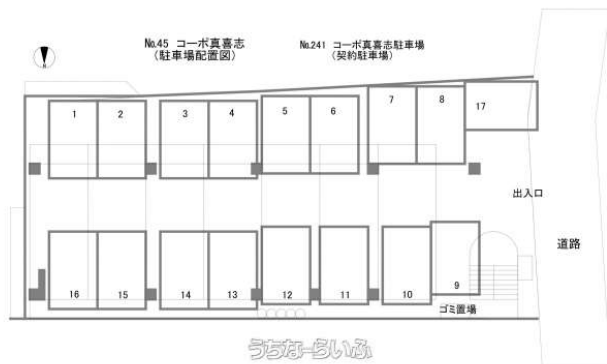 №45 コーポ真喜志
(駐車場配置図)
№241 コーポ真喜志駐車場
(契約駐車場)
N
1 2 3 4 5 6 7 8 17
出入口
道路
16 15 14 13 12 11 10 9
ゴミ置場
うちなーらいふ